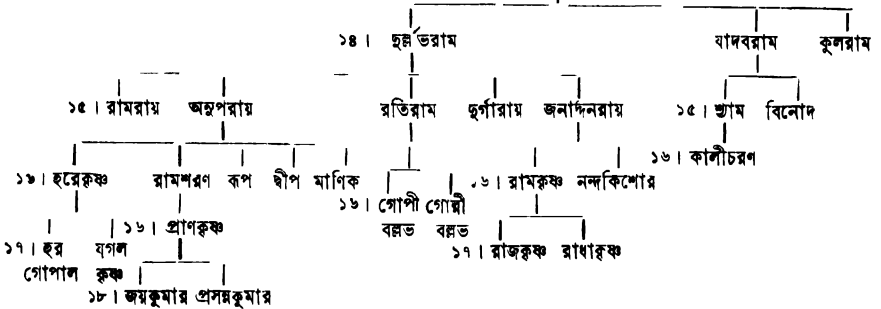 ১৪। দুর্ল্লভরাম যাদবরাম কুলরাম
১৫। রামরায় অনুপরায় রতিরাম দুর্গারায় জনার্দ্দনরায় ১৫। শ্যাম বিনোদ
১৬। কালীচরণ
১৬। হরেকৃষ্ণ রামশরণ রূপ দ্বীপ মাণিক ১৬। গোপী গোরী ১৬। রামকৃষ্ণ নন্দকিশোর
বল্লভ বল্লভ
১৭। হর যুগল ১৬। প্রাণকৃষ্ণ ১৭। রাজকৃষ্ণ রাধাকৃষ্ণ
গোপাল কৃষ্ণ
১৮। জয়কুমার প্রসন্নকুমার